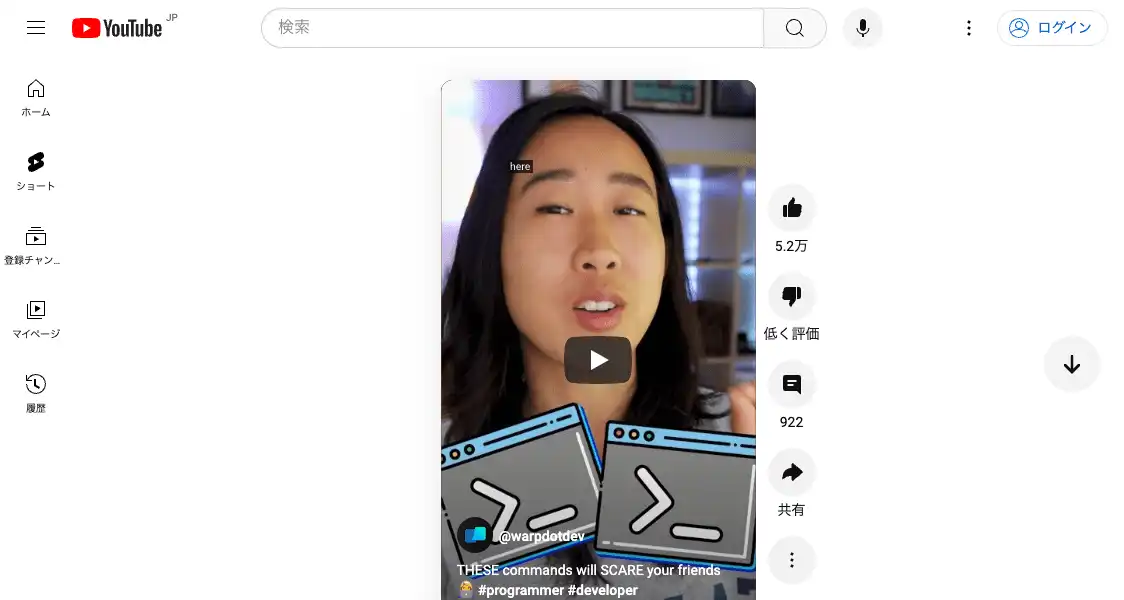 YouTube JP
検索
ログイン
ホーム
ショート
登録チャン...
マイページ
履歴
here
5.2万
低く評価
922
共有
@warpdotdev
THESE commands will SCARE your friends
#programmer #developer